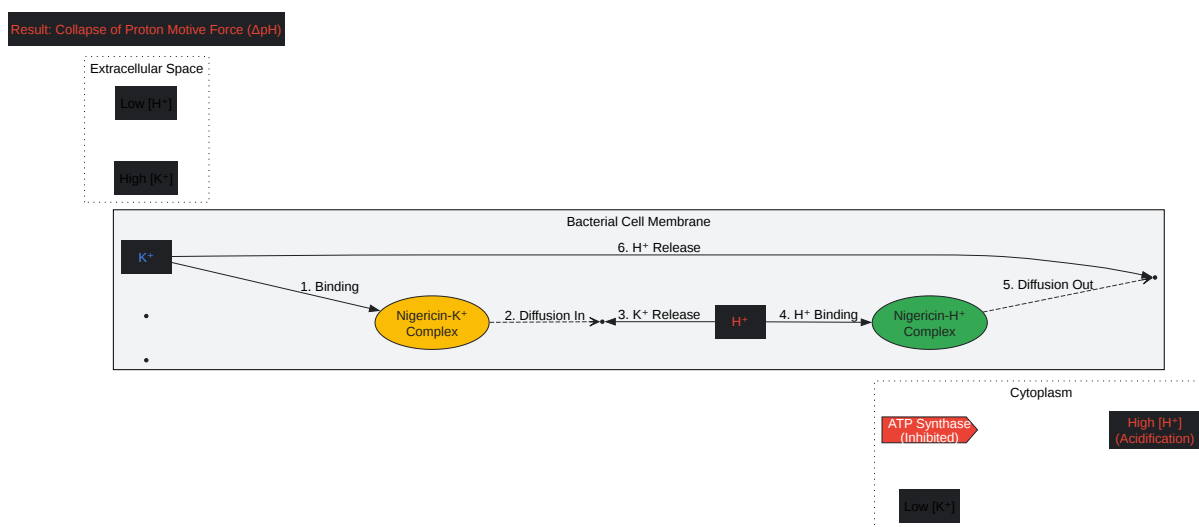 Result: Collapse of Proton Motive Force (ΔpH)
Extracellular Space
Low [H⁺]
High [K⁺]
Bacterial Cell Membrane
K⁺
6. H⁺ Release
1. Binding
5. Diffusion Out
Nigericin-K⁺
Complex
2. Diffusion In
3. K⁺ Release
H⁺
4. H⁺ Binding
Nigericin-H⁺
Complex
Cytoplasm
ATP Synthase
(Inhibited)
High [H⁺]
(Acidification)
Low [K⁺]